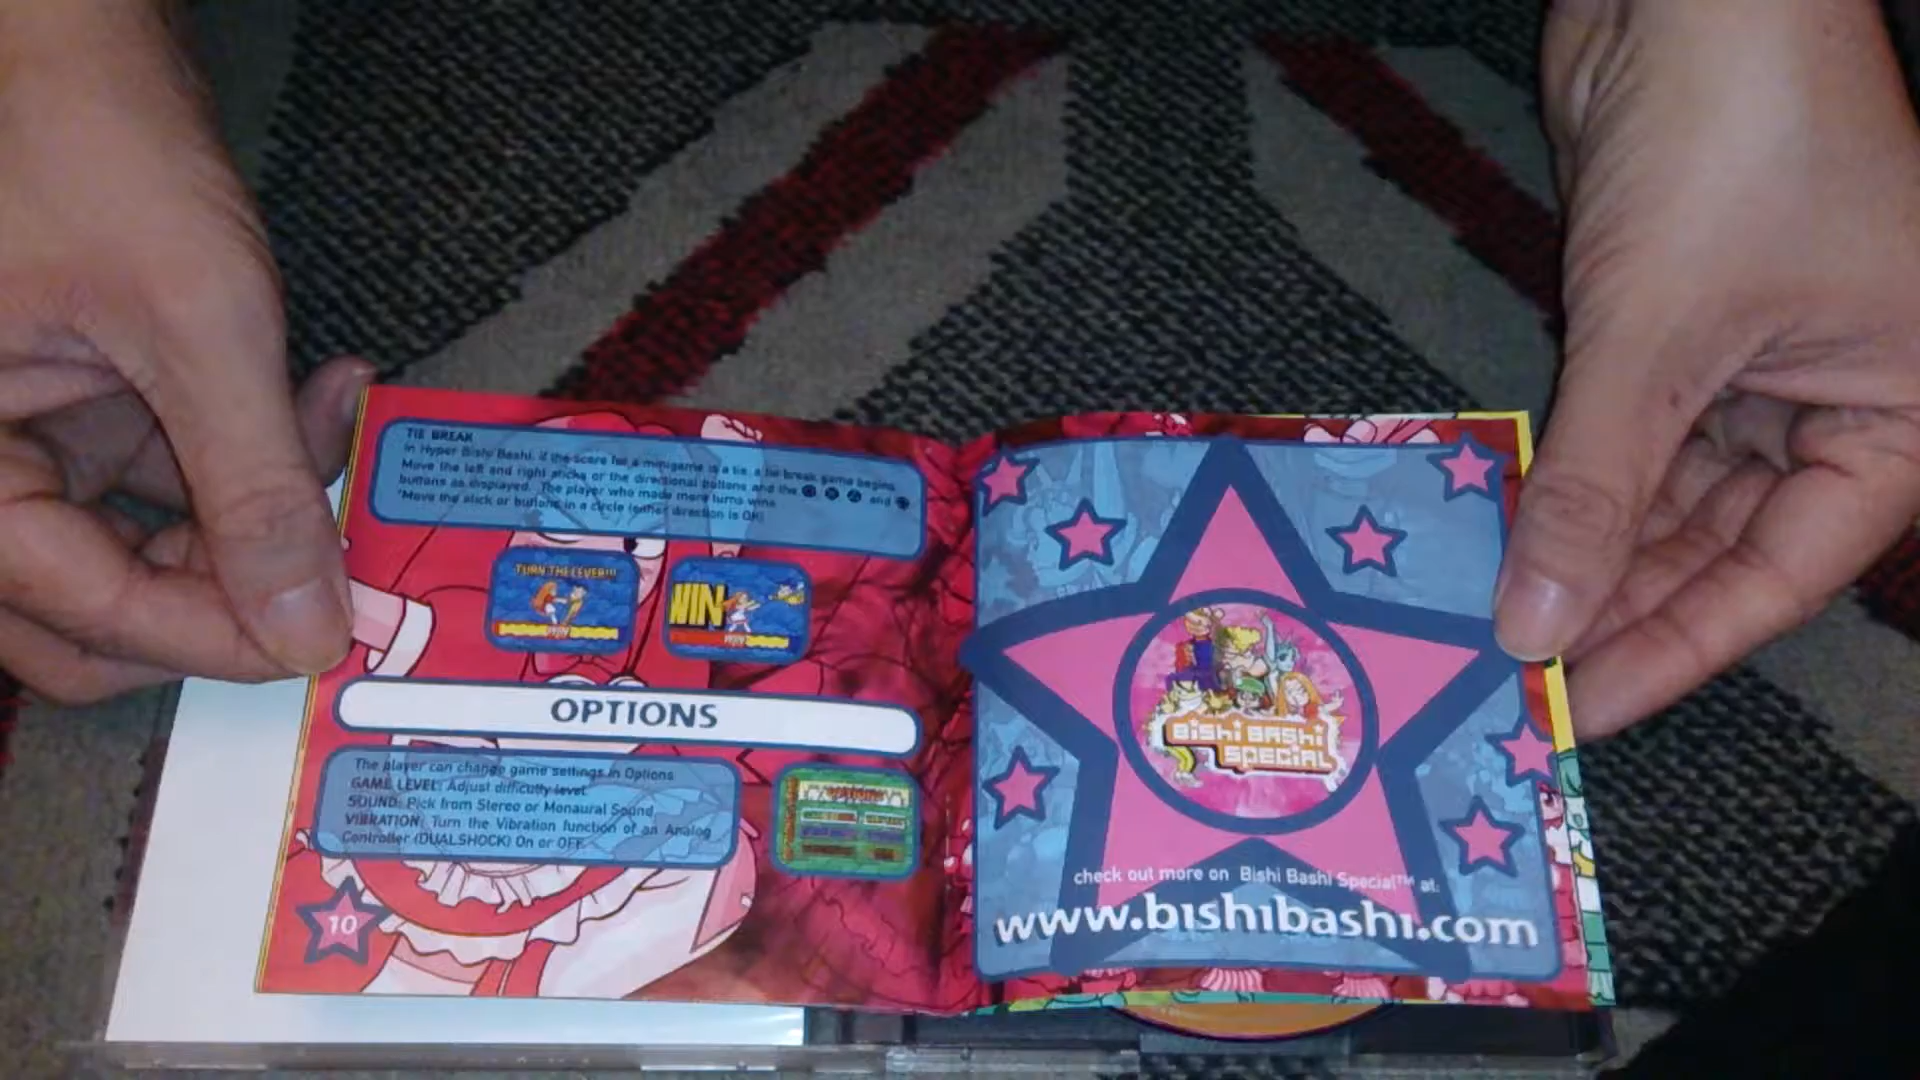 TIE BREAK
In Hyper Bishi Bashi, if the score for a minigame is a tie, a tie break game begins.
Move the left and right sticks or the directional buttons and the
buttons as displayed. The player who made more turns wins
*Move the stick or buttons in a circle (either direction is OK)
TURN THE LEVER!!!
WIN
OPTIONS
The player can change game settings in Options
GAME LEVEL: Adjust difficulty level
SOUND: Pick from Stereo or Monaural Sound
VIBRATION: Turn the Vibration function of an Analog
Controller (DUALSHOCK) On or OFF.
10
BISHI BASHI
SPECIAL
check out more on Bishi Bashi Special™ at:
www.bishibashi.com